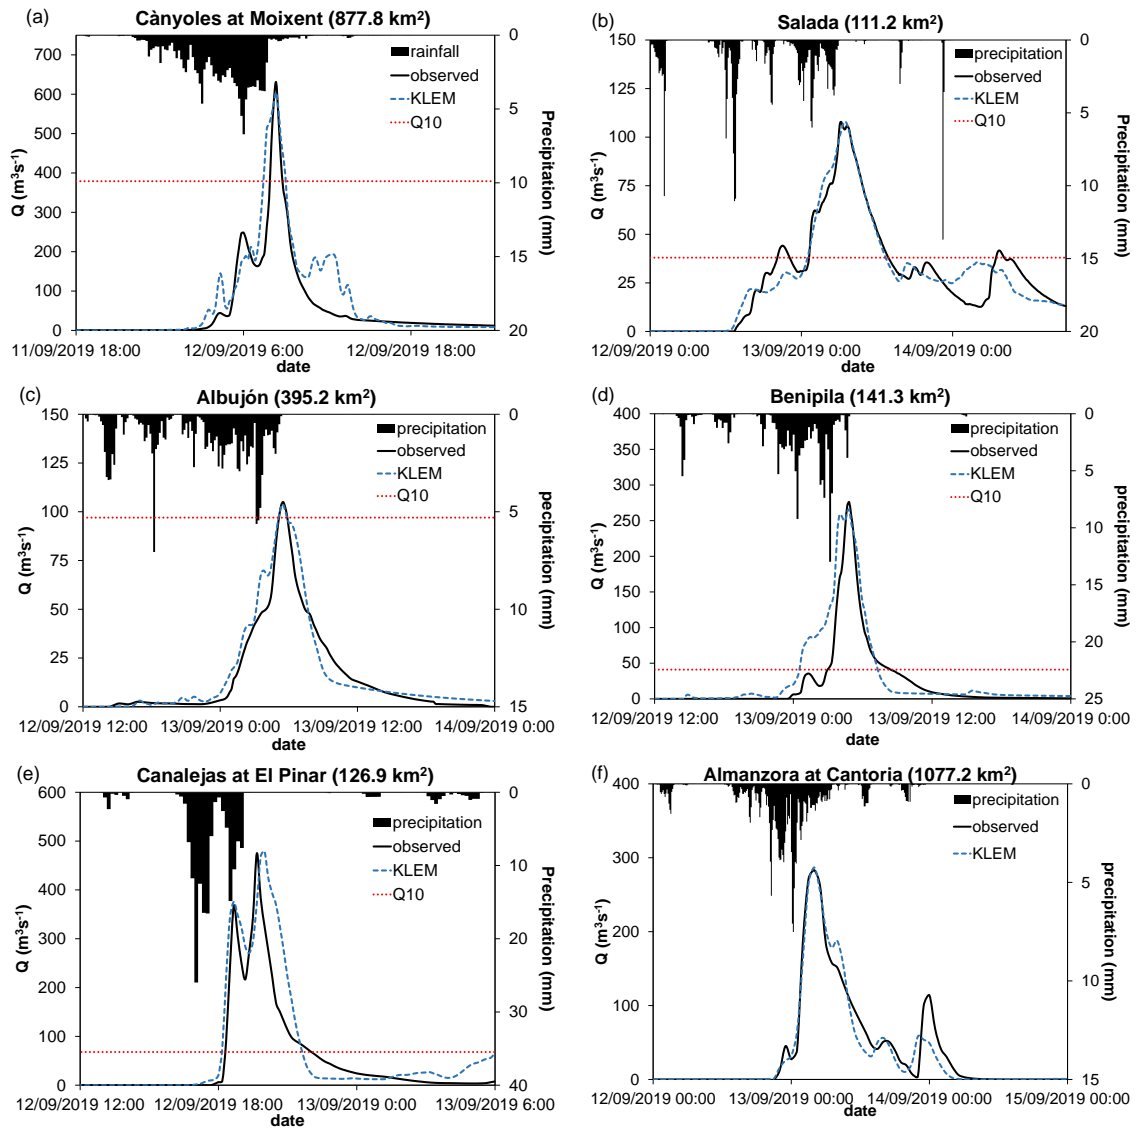 (a)
Cànyoles at Moixent (877.8 km²)
750
700
600
500
400
300
200
100
0
Q (m³s⁻¹)
rainfall
observed
KLEM
Q10
0
5
10
15
20
Precipitation (mm)
11/09/2019 18:00
12/09/2019 6:00
12/09/2019 18:00
date
(b)
Salada (111.2 km²)
150
125
100
75
50
25
0
Q (m³s⁻¹)
precipitation
observed
KLEM
Q10
0
5
10
15
20
Precipitation (mm)
12/09/2019 0:00
13/09/2019 0:00
14/09/2019 0:00
date
(c)
Albujón (395.2 km²)
150
125
100
75
50
25
0
Q (m³s⁻¹)
precipitation
observed
KLEM
Q10
0
5
10
15
pecipitation (mm)
12/09/2019 12:00
13/09/2019 0:00
13/09/2019 12:00
14/09/2019 0:00
date
(d)
Benipila (141.3 km²)
400
350
300
250
200
150
100
50
0
Q (m³s⁻¹)
precipitation
observed
KLEM
Q10
0
5
10
15
20
25
precipitation (mm)
12/09/2019 12:00
13/09/2019 0:00
13/09/2019 12:00
14/09/2019 0:00
date
(e)
Canalejas at El Pinar (126.9 km²)
600
500
400
300
200
100
0
Q (m³s⁻¹)
precipitation
observed
KLEM
Q10
0
10
20
30
40
Precipitation (mm)
12/09/2019 12:00
12/09/2019 18:00
13/09/2019 0:00
13/09/2019 6:00
date
(f)
Almanzora at Cantoria (1077.2 km²)
400
300
200
100
0
Q (m³s⁻¹)
precipitation
observed
KLEM
0
5
10
15
precipitation (mm)
12/09/2019 00:00
13/09/2019 00:00
14/09/2019 00:00
15/09/2019 00:00
date